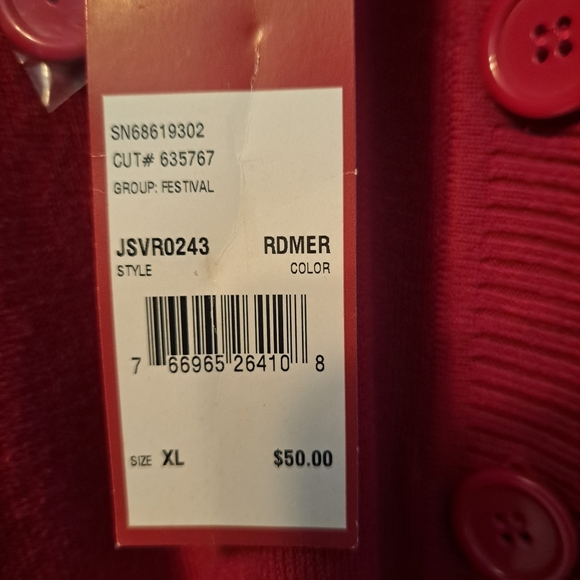 SN68619302
CUT# 635767
GROUP: FESTIVAL
JSVR0243 RDMER
STYLE COLOR
7 66965 26410 8
SIZE XL $50.00